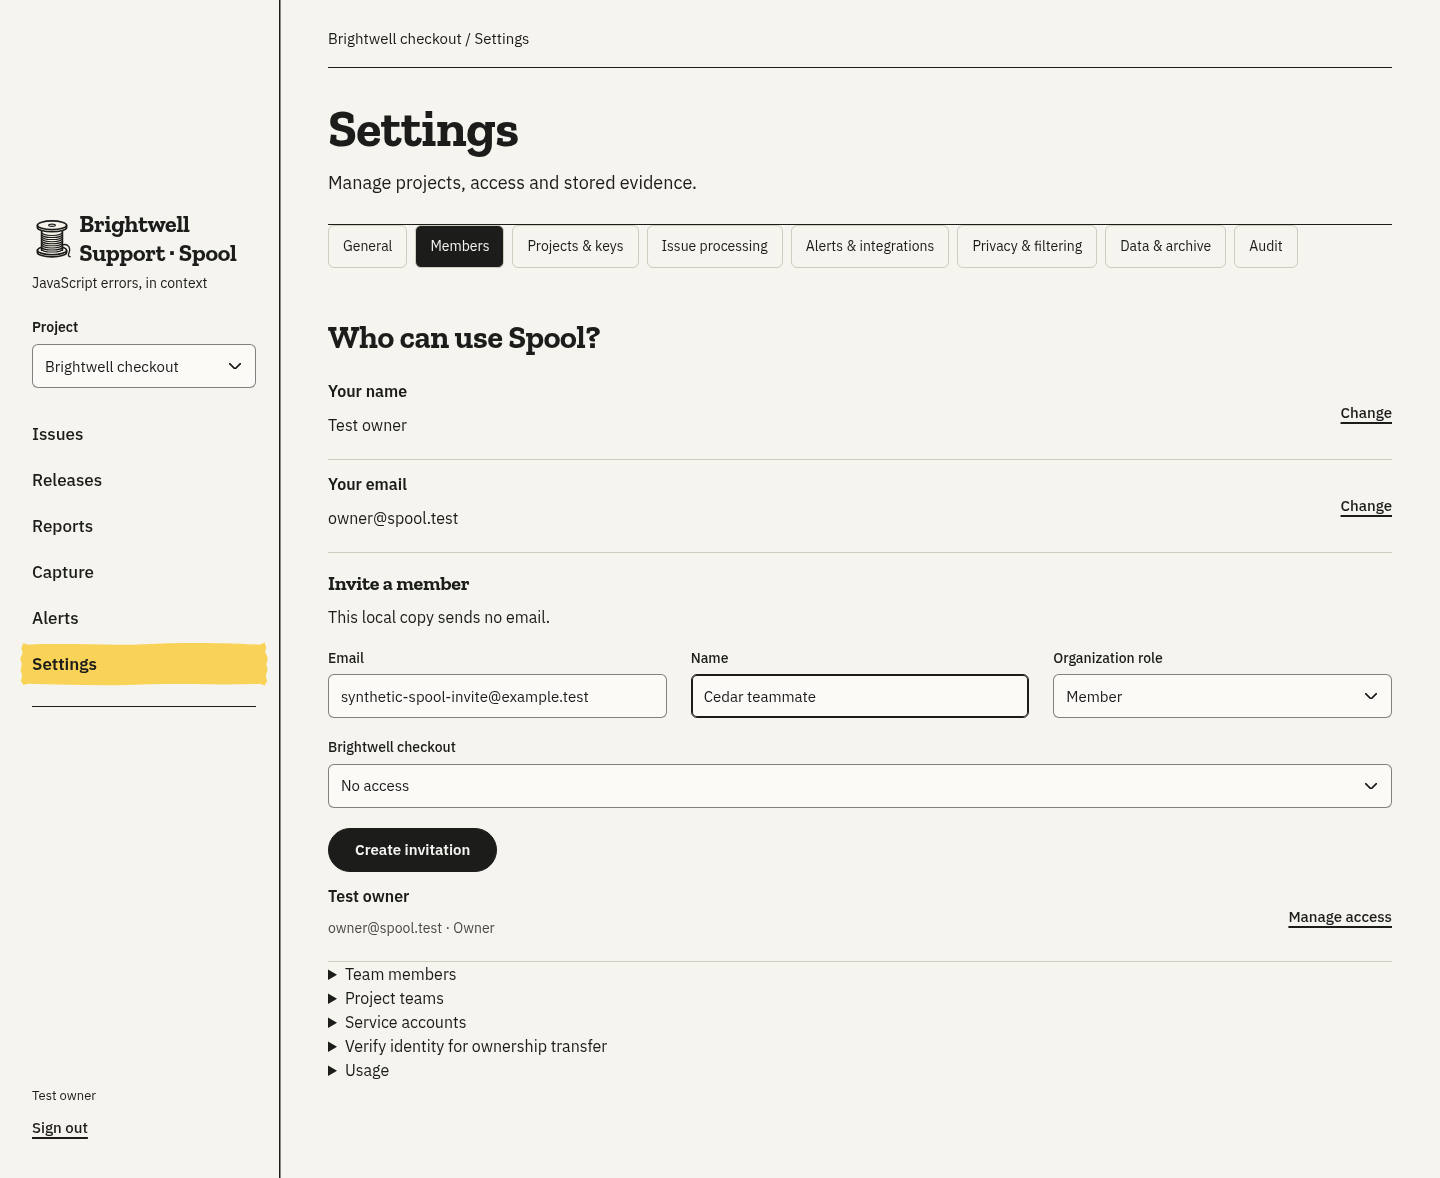 Brightwell
Support · Spool
JavaScript errors, in context
Project
Brightwell checkout
Issues
Releases
Reports
Capture
Alerts
Settings
Test owner
Sign out
Brightwell checkout / Settings
Settings
Manage projects, access and stored evidence.
General
Members
Projects & keys
Issue processing
Alerts & integrations
Privacy & filtering
Data & archive
Audit
Who can use Spool?
Your name
Test owner
Change
Your email
owner@spool.test
Change
Invite a member
This local copy sends no email.
Email
Name
Organization role
synthetic-spool-invite@example.test
Cedar teammate
Member
Brightwell checkout
No access
Create invitation
Test owner
owner@spool.test · Owner
Manage access
Team members
Project teams
Service accounts
Verify identity for ownership transfer
Usage